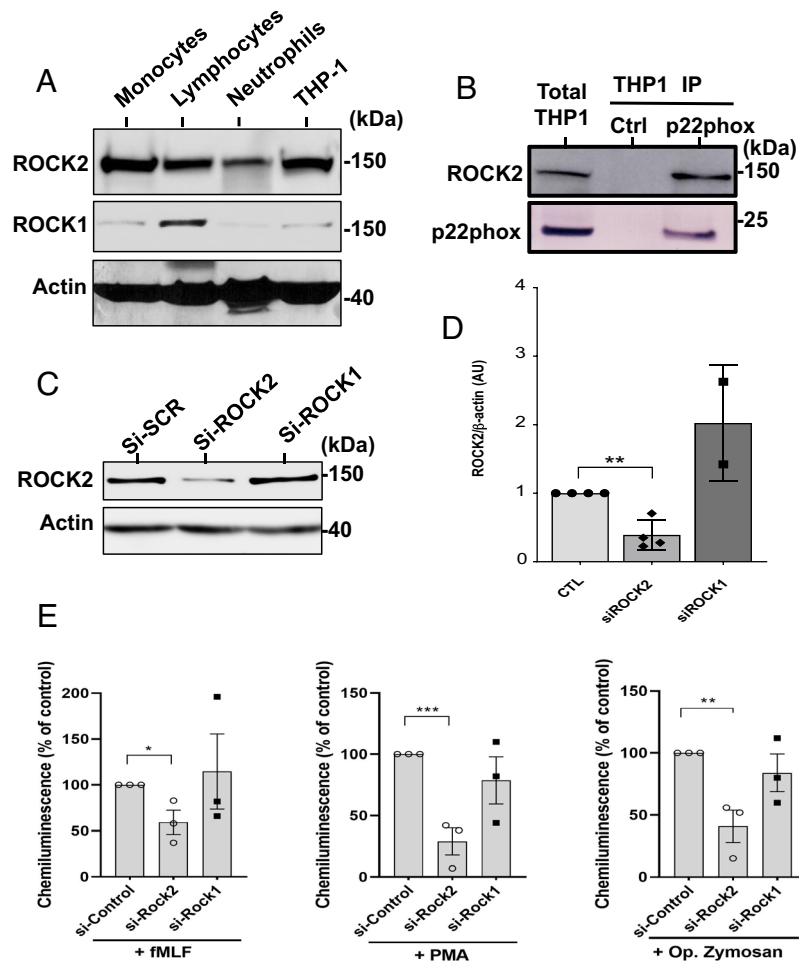 A
Monocytes
Lymphocytes
Neutrophils
THP-1
(kDa)
ROCK2
-150
ROCK1
-150
Actin
-40
B
Total THP1 IP
THP1 Ctrl p22phox
(kDa)
ROCK2
-150
p22phox
-25
C
Si-SCR
Si-ROCK2
Si-ROCK1
(kDa)
ROCK2
-150
Actin
-40
D
ROCK2/β-actin (AU)
4
3
2
1
0
**
CTL
siROCK2
siROCK1
E
Chemiluminescence (% of control)
200
150
100
50
0
*
si-Control
si-Rock2
si-Rock1
+ fMLF
Chemiluminescence (% of control)
150
100
50
0
***
si-Control
si-Rock2
si-Rock1
+ PMA
Chemiluminescence (% of control)
150
100
50
0
**
si-Control
si-Rock2
si-Rock1
+ Op. Zymosan